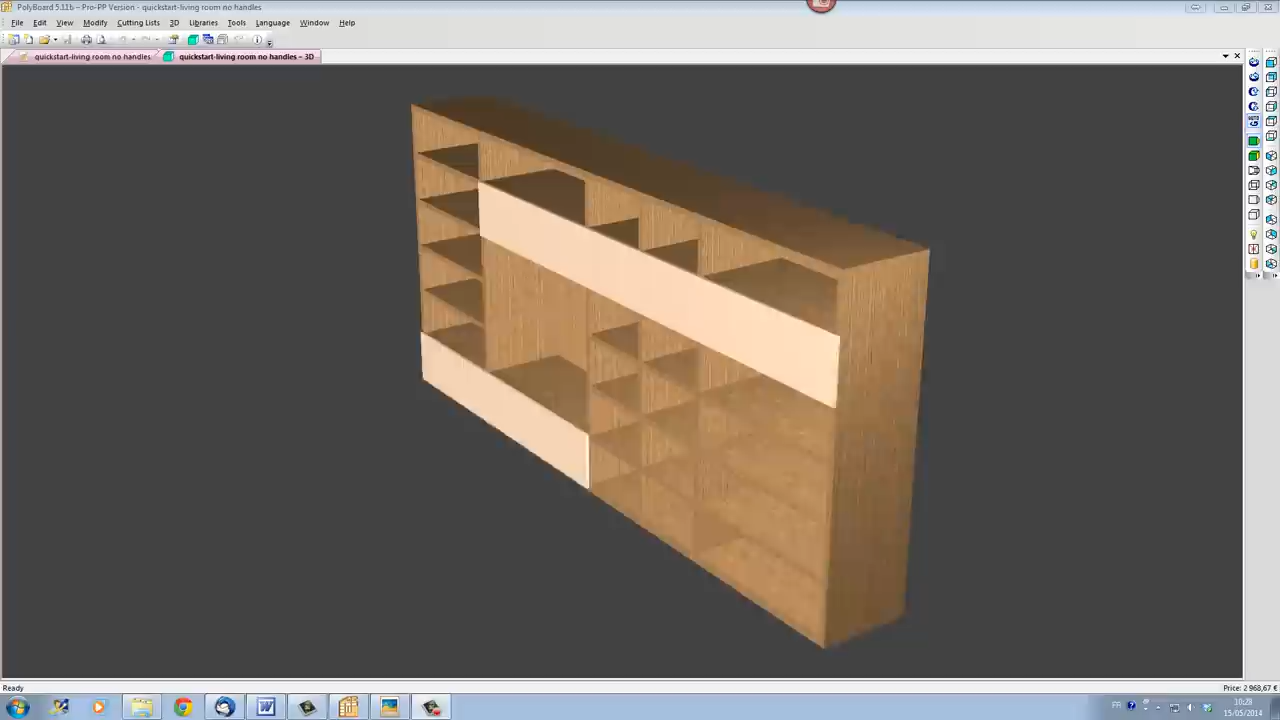 PolyBoard 5.11b - Pro-PP Version - quickstart-living room no handles
File Edit View Modify Cutting Lists 3D Libraries Tools Language Window Help
quickstart-living room no handles quickstart-living room no handles - 3D
Ready Price: 2 968,67 €
FR 10:28
15/05/2014